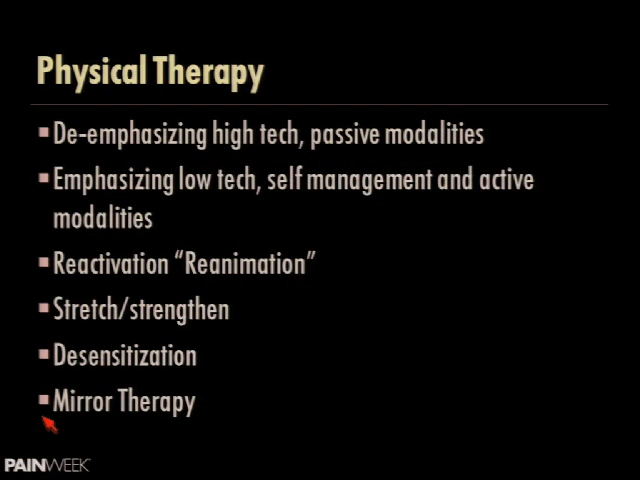 Physical Therapy
De-emphasizing high tech, passive modalities
Emphasizing low tech, self management and active
modalities
Reactivation “Reanimation”
Stretch/strengthen
Desensitization
Mirror Therapy
PAINWEEK